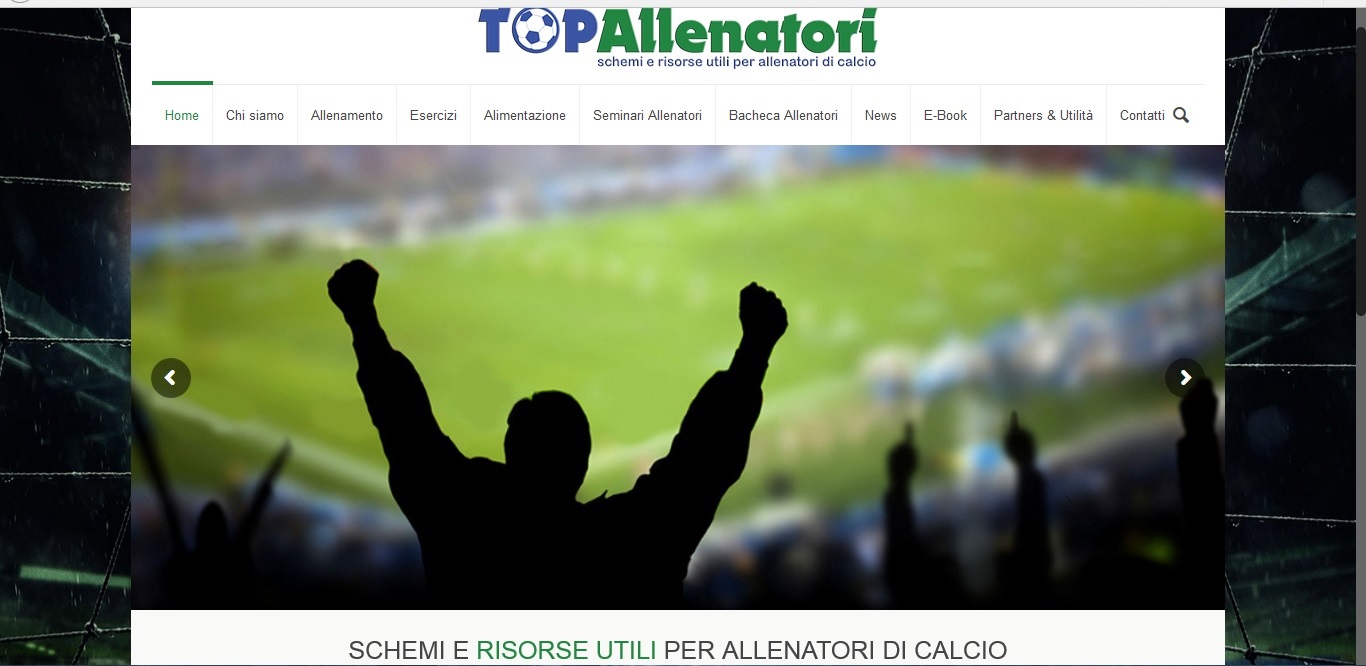 TOPAllenatori
schemi e risorse utili per allenatori di calcio
Home Chi siamo Allenamento Esercizi Alimentazione Seminari Allenatori Bacheca Allenatori News E-Book Partners & Utilità Contatti
SCHEMI E RISORSE UTILI PER ALLENATORI DI CALCIO